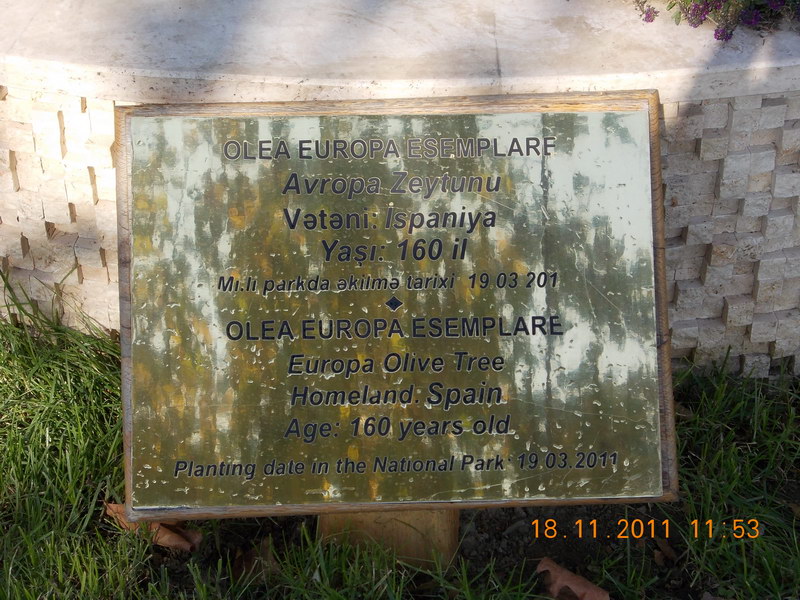 OLEA EUROPA ESEMPLARE
Avropa Zeytunu
Vətəni: İspaniya
Yaşı: 160 il
Milli parkda əkilmə tarixi 19 03 201
OLEA EUROPA ESEMPLARE
Europa Olive Tree
Homeland: Spain
Age: 160 years old
Planting date in the National Park 19.03.2011
18.11.2011 11:53